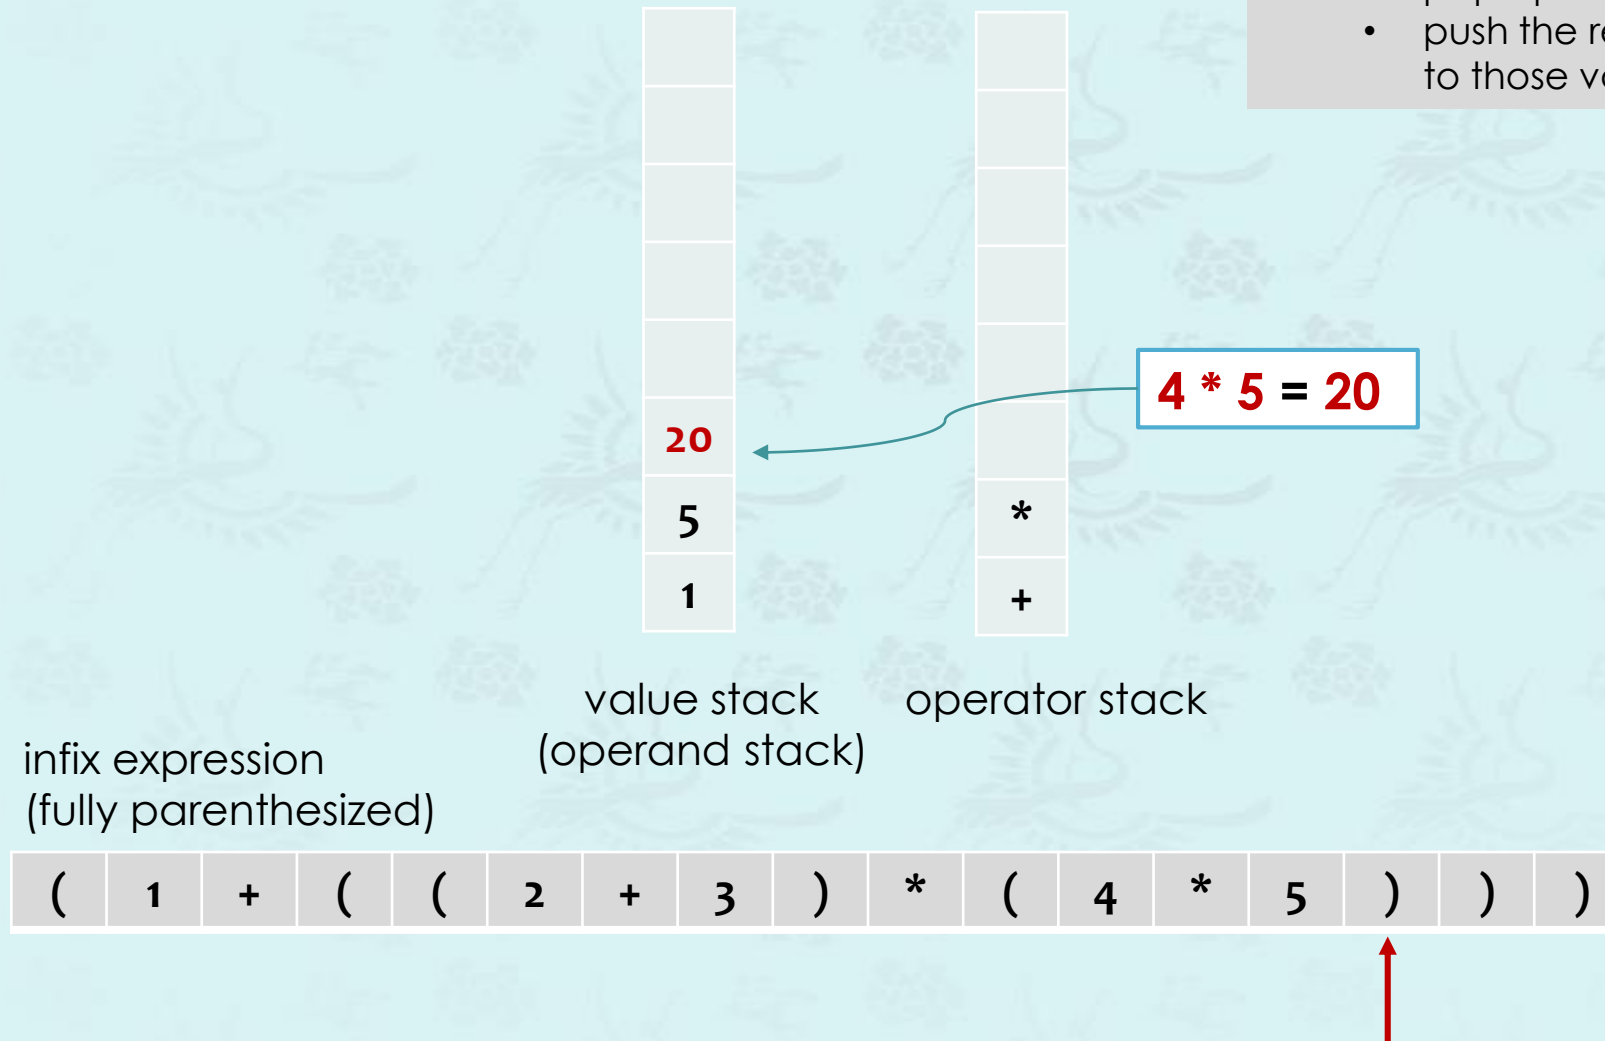 • push the
to those
4 * 5 = 20
20
5 *
1 +
value stack
(operand stack)
operator stack
infix expression
(fully parenthesized)
( 1 + ( ( 2 + 3 ) * ( 4 * 5 ) ) )